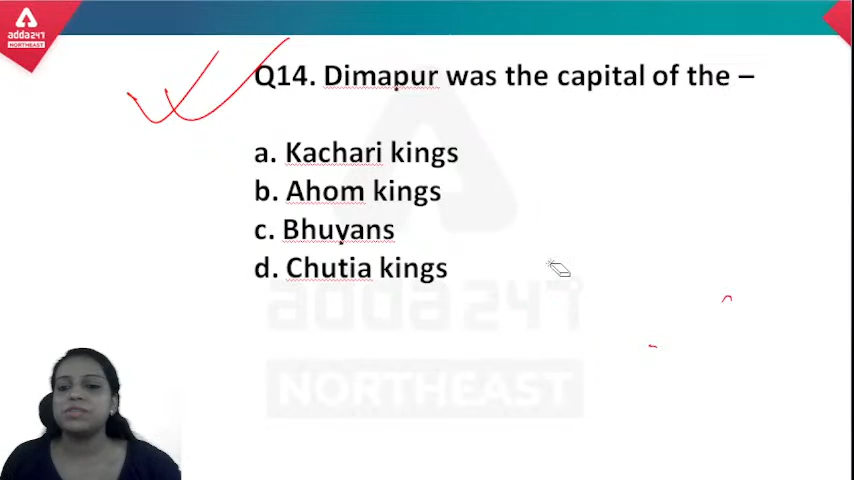 adda247
NORTHEAST
Q14. Dimapur was the capital of the –
a. Kachari kings
b. Ahom kings
c. Bhuyans
d. Chutia kings
adda247
NORTHEAST